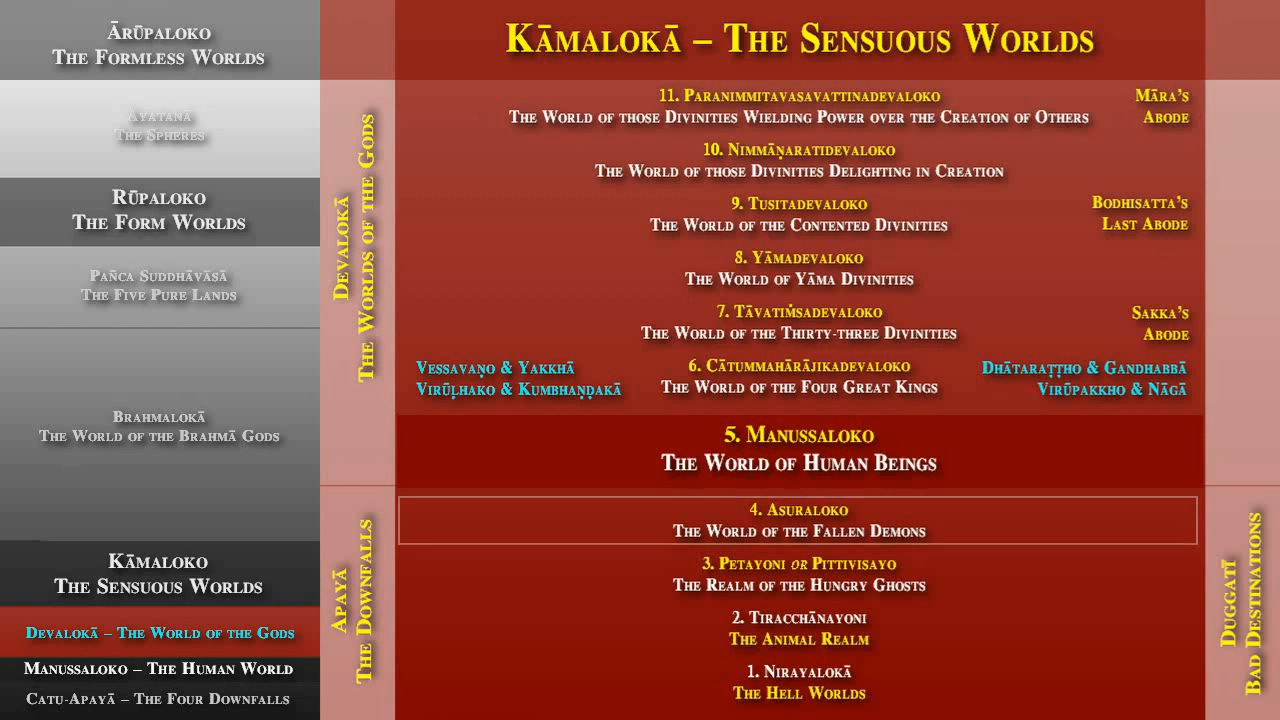 Ārūpaloko
The Formless Worlds
Āyatana
The Spheres
Rūpaloko
The Form Worlds
Pañca Suddhāvāsā
The Five Pure Lands
Brahmalokā
The World of the Brahmā Gods
Kāmaloko
The Sensuous Worlds
Devalokā – The World of the Gods
Manussaloko – The Human World
Catu-Apayā – The Four Downfalls
Devalokā
The Worlds of the Gods
Apayā
The Downfalls
Kāmalokā – The Sensuous Worlds
11. Paranimmitavasavattinadevaloko
The World of those Divinities Wielding Power over the Creation of Others
Māra's
Abode
10. Nimmāṇaratidevaloko
The World of those Divinities Delighting in Creation
9. Tusitadevaloko
The World of the Contented Divinities
Bodhisatta's
Last Abode
8. Yāmadevaloko
The World of Yāma Divinities
7. Tāvatiṁsadevaloko
The World of the Thirty-three Divinities
Sakka's
Abode
Vessavaṇo & Yakkhā
Virūḷhako & Kumbhaṇḍakā
6. Cātummahārājikadevaloko
The World of the Four Great Kings
Dhātaraṭṭho & Gandhabbā
Virūpakkho & Nāgā
5. Manussaloko
The World of Human Beings
4. Asuraloko
The World of the Fallen Demons
3. Petayoni or Pittivisayo
The Realm of the Hungry Ghosts
2. Tiracchānayoni
The Animal Realm
1. Nirayalokā
The Hell Worlds
Duggatī
Bad Destinations